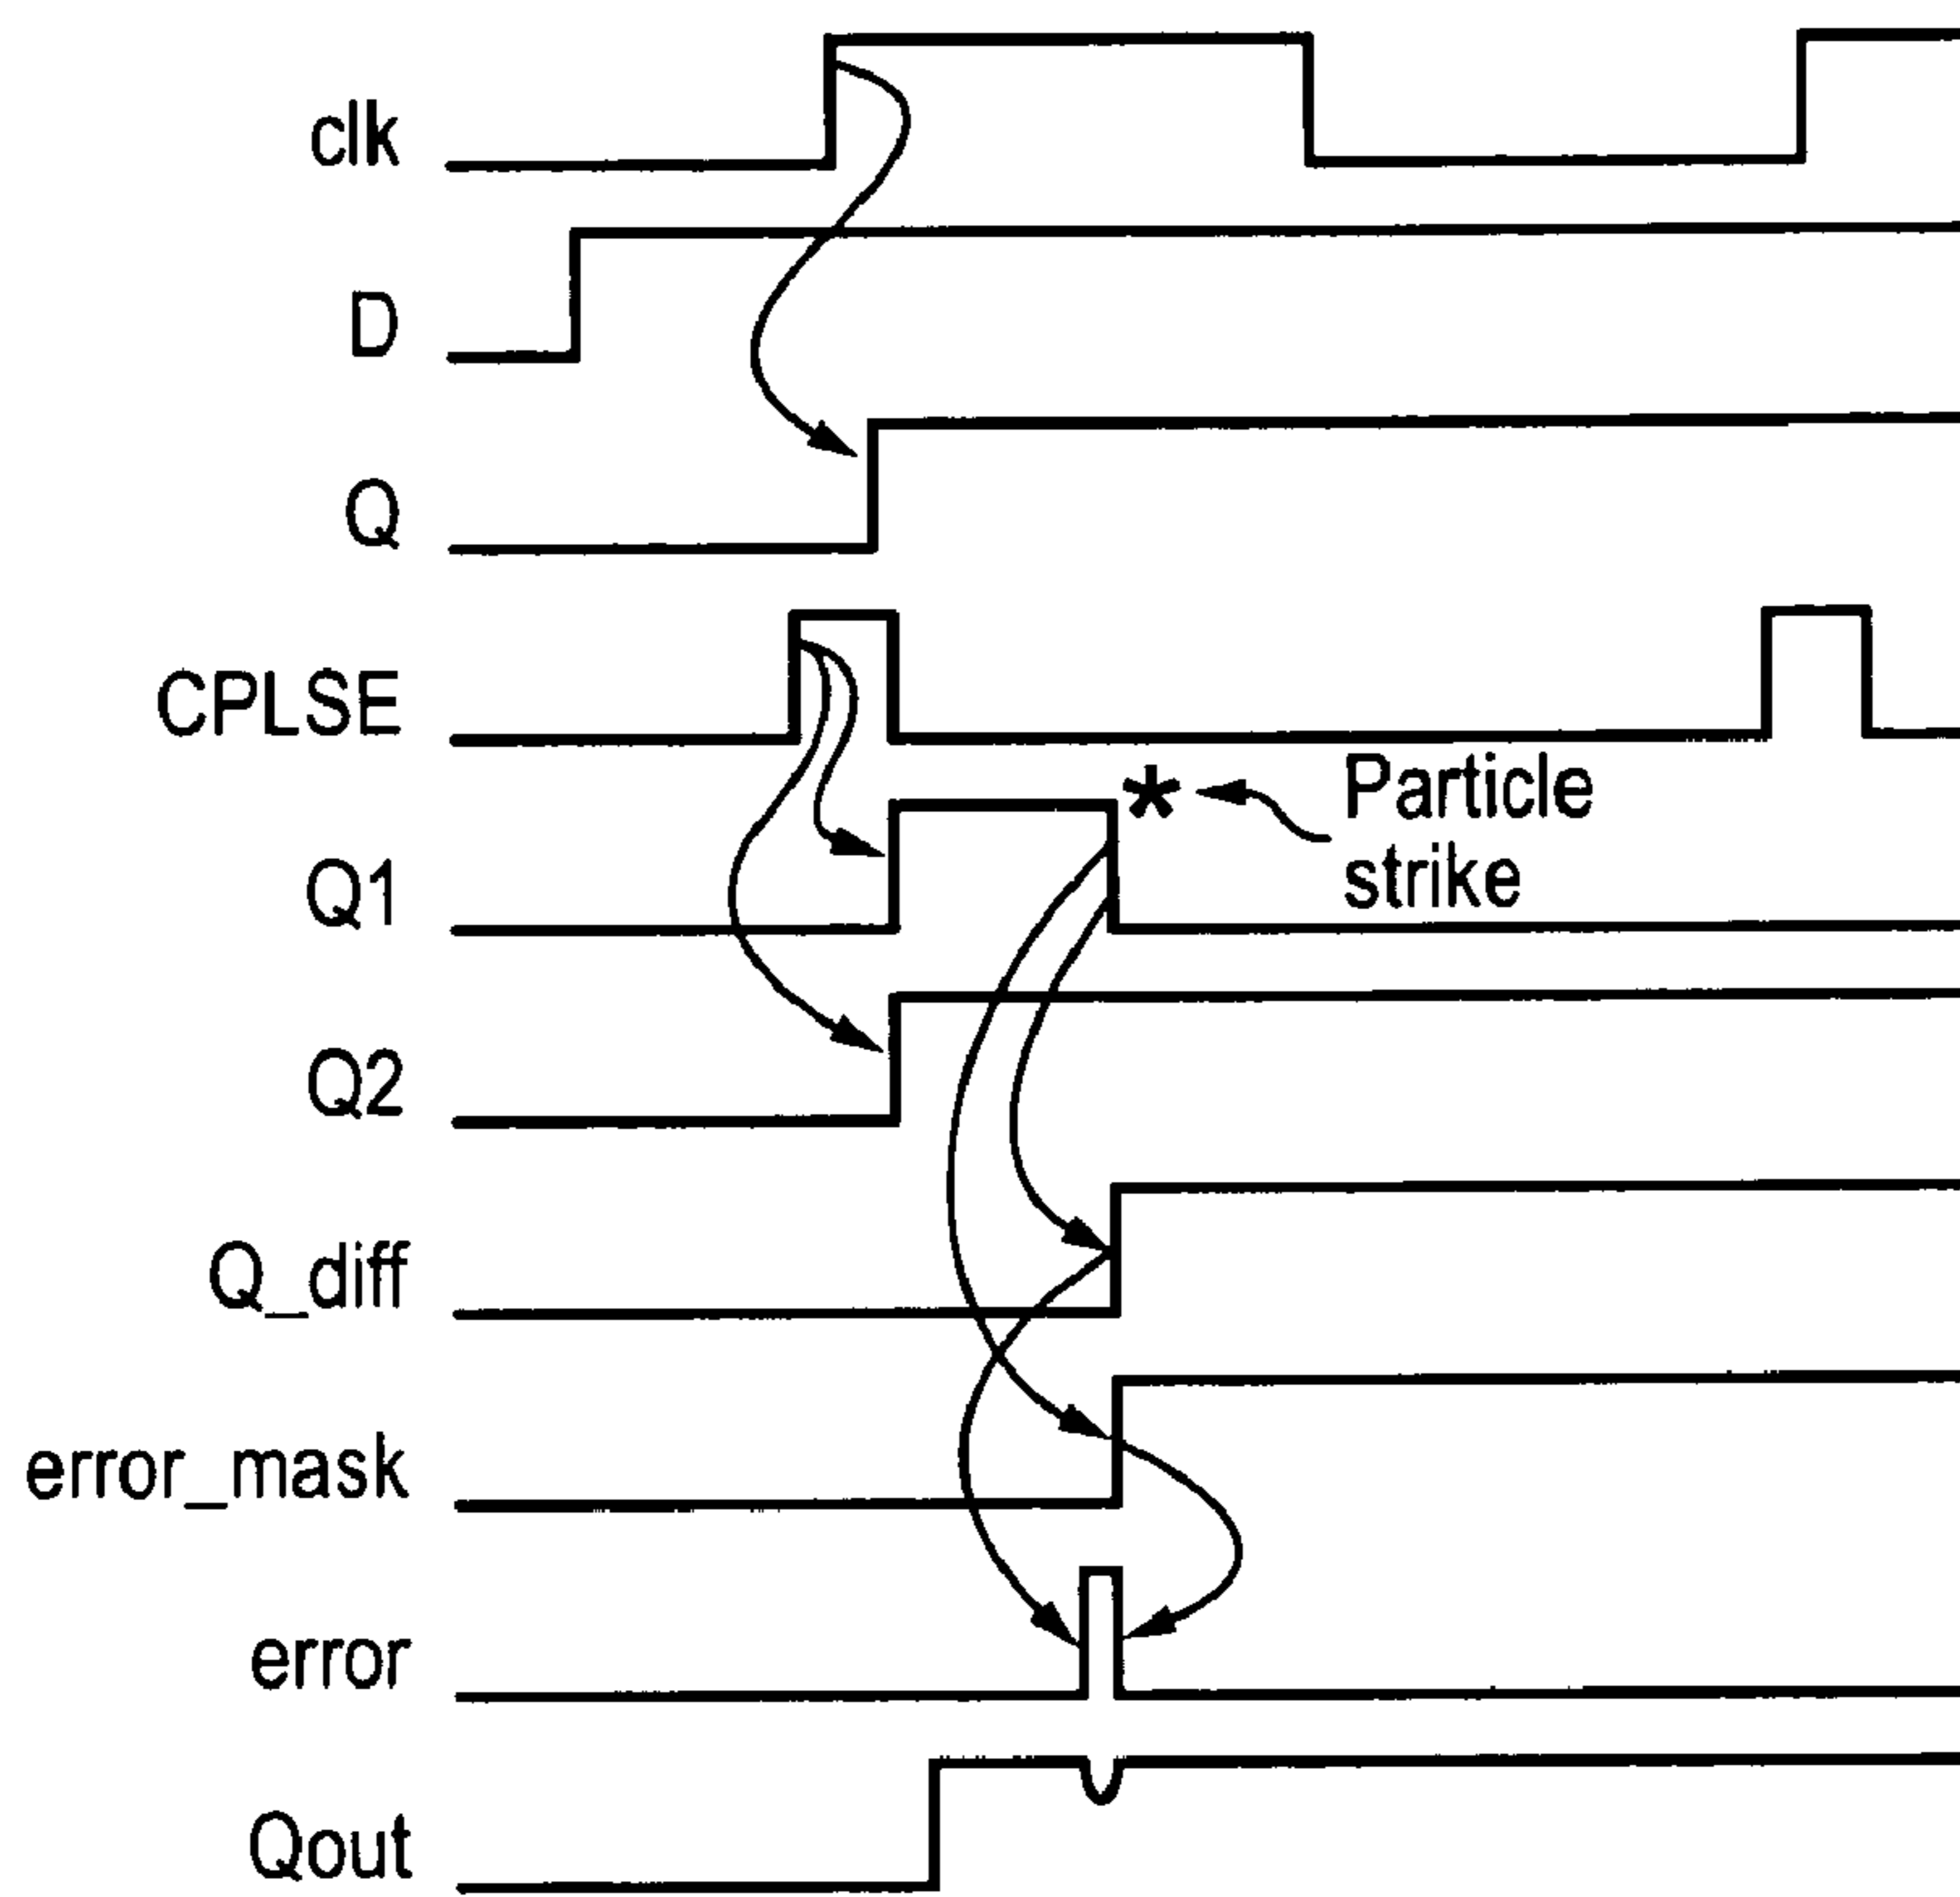 clk
D
Q
CPLSE
* Particle
strike
Q1
Q2
Q_diff
error_mask
error
Qout